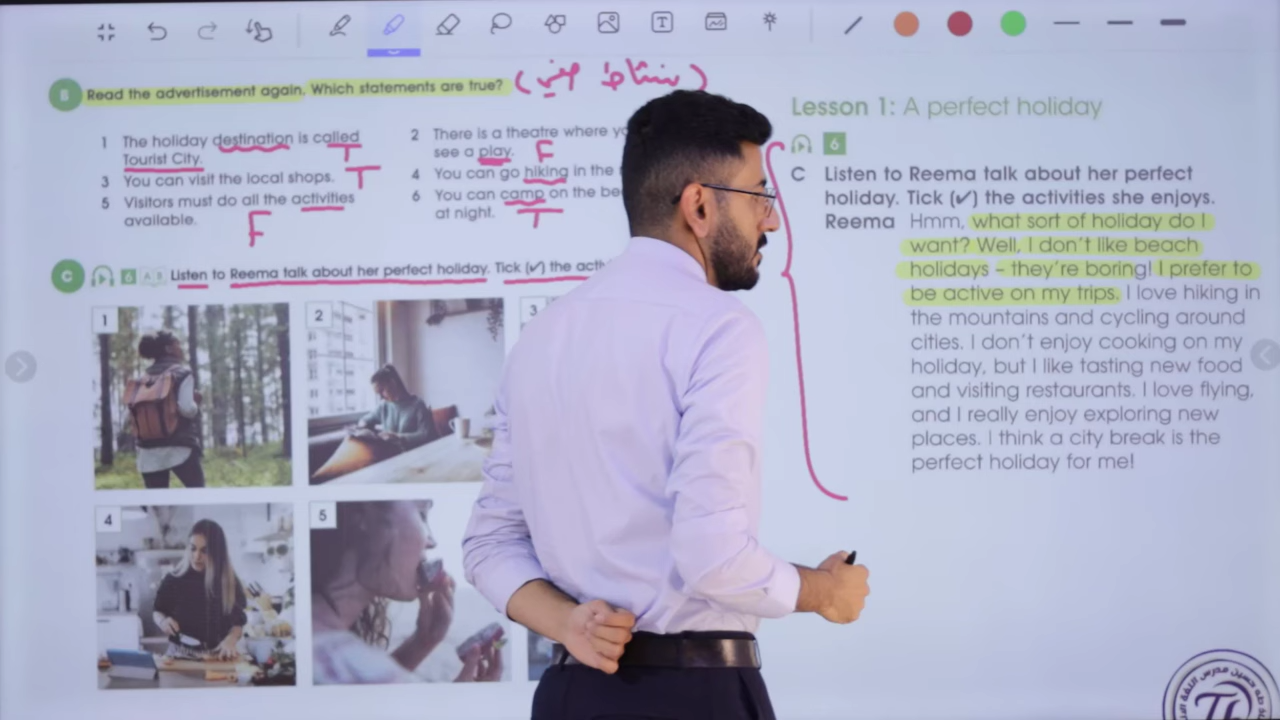 B Read the advertisement again. Which statements are true?
(نشاط مهم)
1 The holiday destination is called
Tourist City. T
2 There is a theatre where
see a play. F
3 You can visit the local shops. T
4 You can go hiking in the
5 Visitors must do all the activities
available. F
6 You can camp on the
at night. T
C 6 A B Listen to Reema talk about her perfect holiday. Tick (✔) the
1
2
3
4
5
Lesson 1: A perfect holiday
6
C Listen to Reema talk about her perfect
holiday. Tick (✔) the activities she enjoys.
Reema Hmm, what sort of holiday do I
want? Well, I don't like beach
holidays – they're boring! I prefer to
be active on my trips. I love hiking in
the mountains and cycling around
cities. I don't enjoy cooking on my
holiday, but I like tasting new food
and visiting restaurants. I love flying,
and I really enjoy exploring new
places. I think a city break is the
perfect holiday for me!